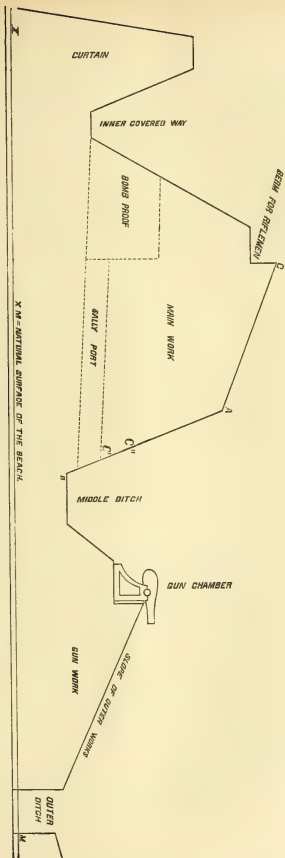 CURTAIN
INNER COVERED WAY
BOMB PROOF
BERM FOR RIFLEMEN
C
MAIN WORK
SALLY PORT
A
C"
C'
B
MIDDLE DITCH
GUN CHAMBER
SLOPE OF OUTER WORKS
GUN WORK
OUTER DITCH
X
M
X M = NATURAL SURFACE OF THE BEACH.